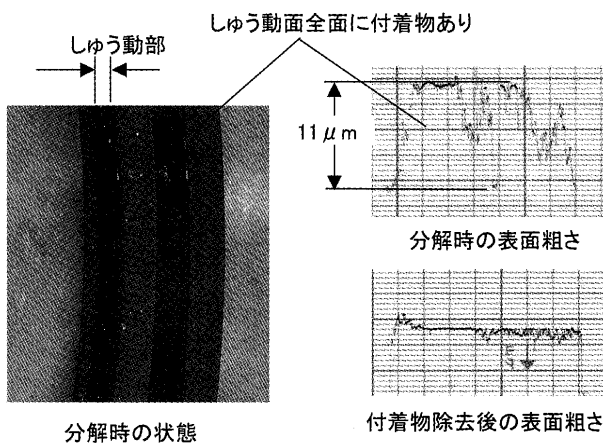 しゅう動面全面に付着物あり
しゅう動部
11μm
分解時の表面粗さ
分解時の状態
付着物除去後の表面粗さ